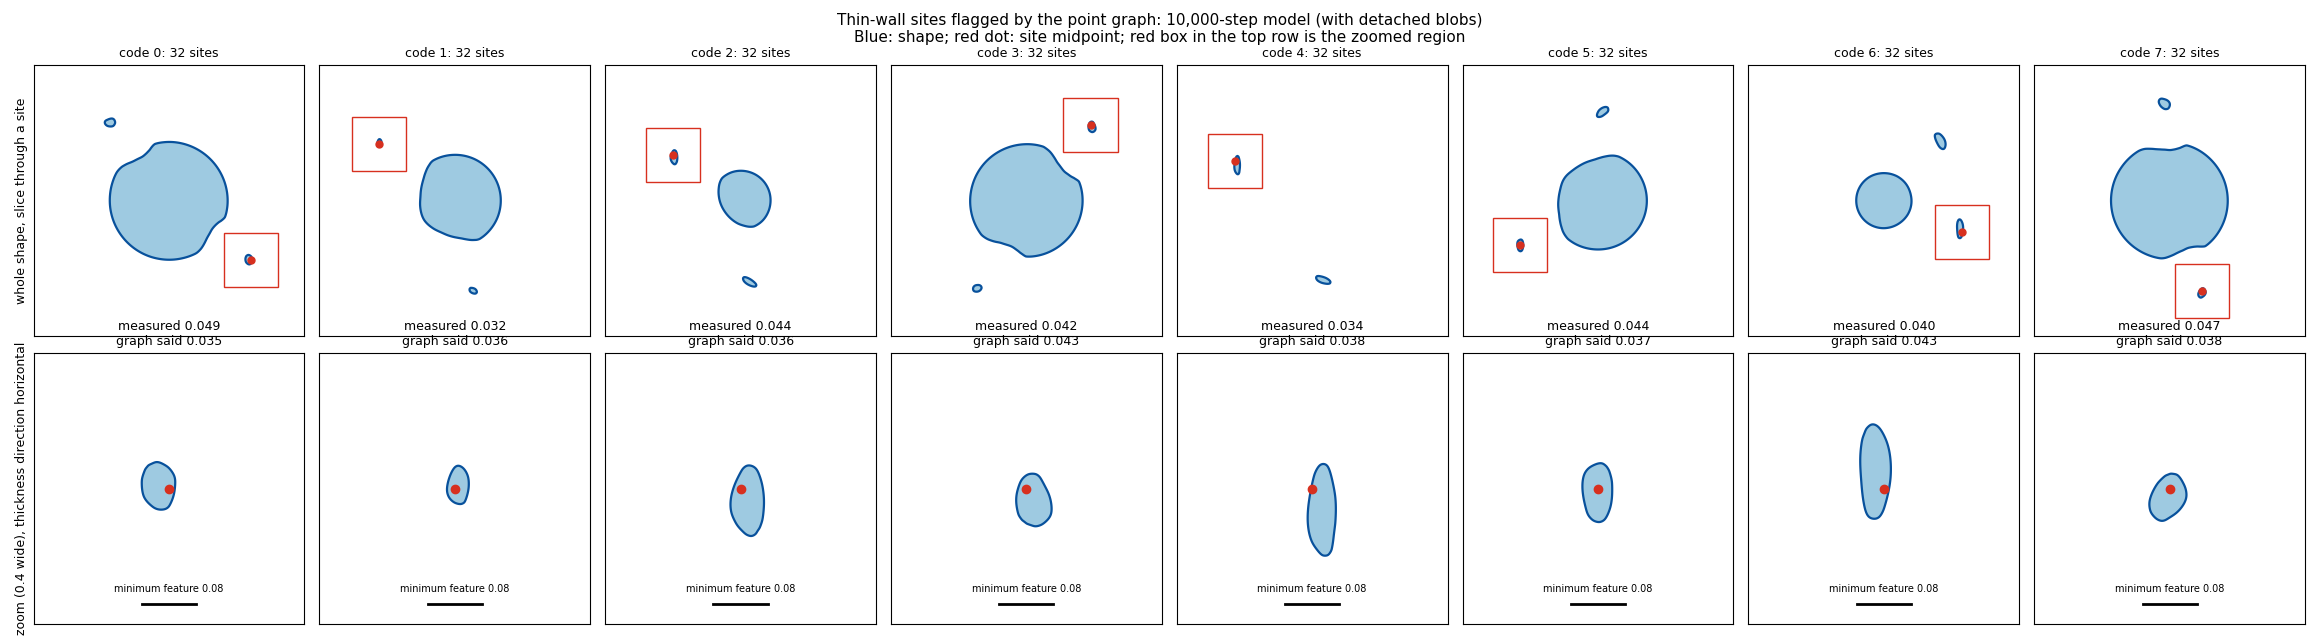 Thin-wall sites flagged by the point graph: 10,000-step model (with detached blobs)
Blue: shape; red dot: site midpoint; red box in the top row is the zoomed region
code 0: 32 sites
code 1: 32 sites
code 2: 32 sites
code 3: 32 sites
code 4: 32 sites
code 5: 32 sites
code 6: 32 sites
code 7: 32 sites
whole shape, slice through a site
measured 0.049
graph said 0.035
measured 0.032
graph said 0.036
measured 0.044
graph said 0.036
measured 0.042
graph said 0.043
measured 0.034
graph said 0.038
measured 0.044
graph said 0.037
measured 0.040
graph said 0.043
measured 0.047
graph said 0.038
zoom (0.4 wide), thickness direction horizontal
minimum feature 0.08
minimum feature 0.08
minimum feature 0.08
minimum feature 0.08
minimum feature 0.08
minimum feature 0.08
minimum feature 0.08
minimum feature 0.08